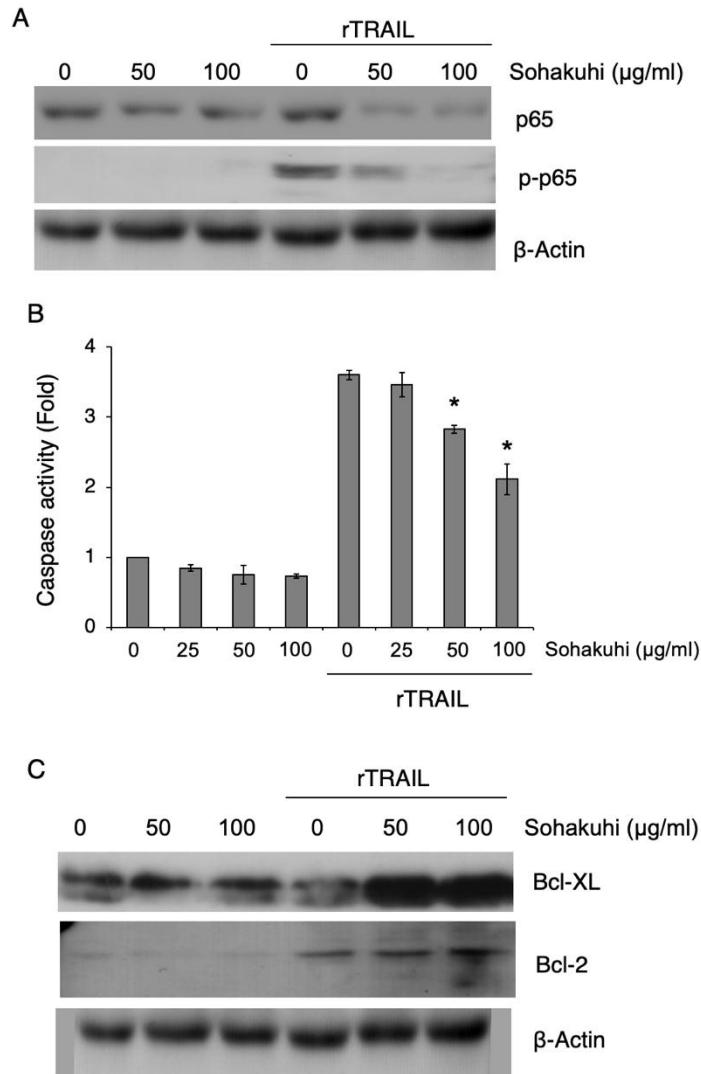 A
rTRAIL
0 50 100 0 50 100 Sohakuhi (µg/ml)
p65
p-p65
β-Actin
B
Caspase activity (Fold)
4
3
2
1
0
* *
0 25 50 100 0 25 50 100 Sohakuhi (µg/ml)
rTRAIL
C
rTRAIL
0 50 100 0 50 100 Sohakuhi (µg/ml)
Bcl-XL
Bcl-2
β-Actin